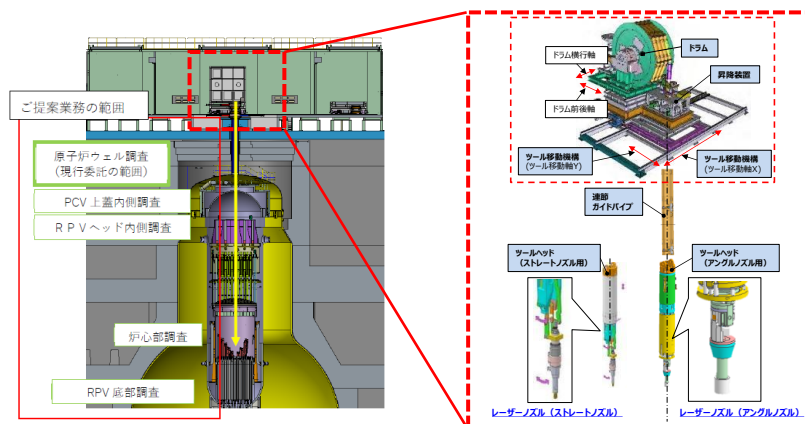 ご提案業務の範囲
原子炉ウェル調査
（現行委託の範囲）
PCV 上蓋内側調査
ＲＰＶヘッド内側調査
炉心部調査
RPV 底部調査
ドラム
ドラム横行軸
昇降装置
ドラム前後軸
ツール移動機構
(ツール移動軸Y)
ツール移動機構
(ツール移動軸X)
連部
ガイドパイプ
ツールヘッド
（ストレートノズル用）
ツールヘッド
（アングルノズル用）
レーザーノズル（ストレートノズル）
レーザーノズル（アングルノズル）